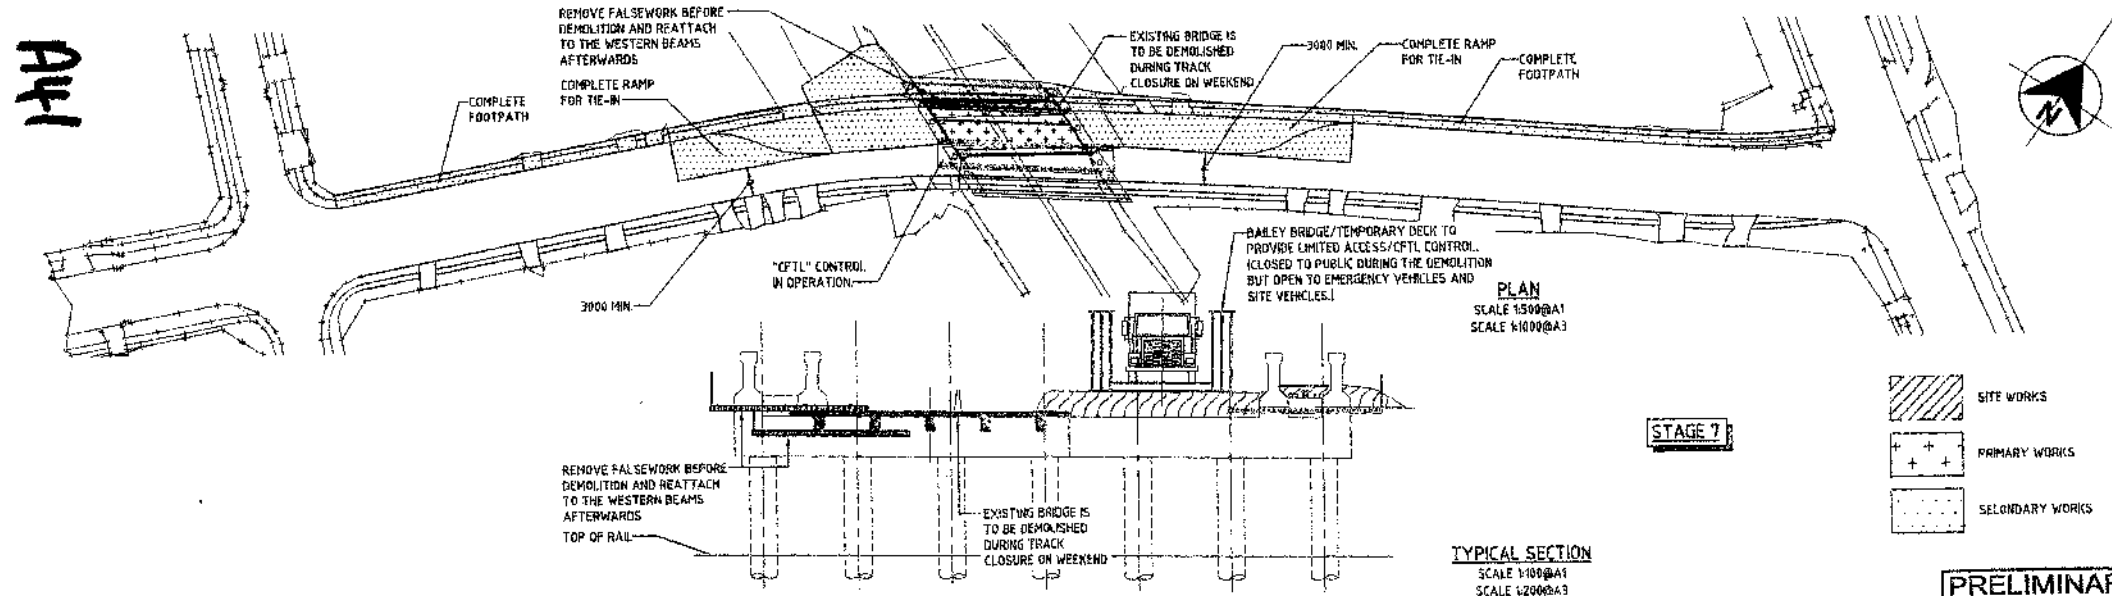 A4-1
REMOVE FALSEWORK BEFORE
DEMOLITION AND REATTACH
TO THE WESTERN BEAMS
AFTERWARDS
COMPLETE RAMP
FOR TIE-IN
COMPLETE
FOOTPATH
EXISTING BRIDGE IS
TO BE DEMOLISHED
DURING TRACK
CLOSURE ON WEEKEND
3000 MIN.
COMPLETE RAMP
FOR TIE-IN
COMPLETE
FOOTPATH
N
"CFTL" CONTROL
IN OPERATION
3000 MIN.
BAILEY BRIDGE/TEMPORARY DECK TO
PROVIDE LIMITED ACCESS/CFTL CONTROL.
(CLOSED TO PUBLIC DURING THE DEMOLITION
BUT OPEN TO EMERGENCY VEHICLES AND
SITE VEHICLES.)
PLAN
SCALE 1:500@A1
SCALE 1:1000@A3
SITE WORKS
STAGE 7
PRIMARY WORKS
SECONDARY WORKS
REMOVE FALSEWORK BEFORE
DEMOLITION AND REATTACH
TO THE WESTERN BEAMS
AFTERWARDS
TOP OF RAIL
EXISTING BRIDGE IS
TO BE DEMOLISHED
DURING TRACK
CLOSURE ON WEEKEND
TYPICAL SECTION
SCALE 1:100@A1
SCALE 1:200@A3
PRELIMINAR